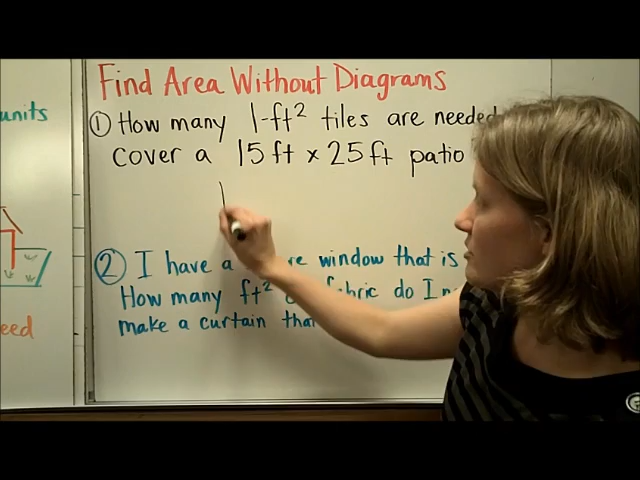 Find Area Without Diagrams
units
① How many 1-ft² tiles are needed
cover a 15 ft x 25 ft patio
② I have a window that is
How many ft² fabric do I
make a curtain